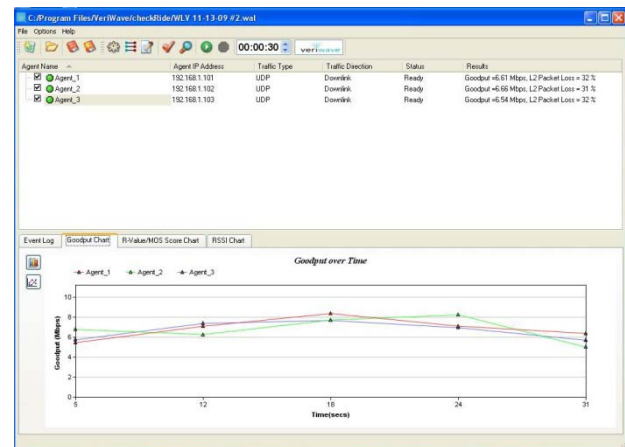 C:/Program Files/VeriWave/checkRide/WLV 11-13-09 #2.wal
File Options Help
00:00:30 veriwave
Agent Name Agent IP Address Traffic Type Traffic Direction Status Results
Agent_1 192.168.1.101 UDP Downlink Ready Goodput =6.61 Mbps, L2 Packet Loss = 32 %
Agent_2 192.168.1.102 UDP Downlink Ready Goodput =6.66 Mbps, L2 Packet Loss = 31 %
Agent_3 192.168.1.103 UDP Downlink Ready Goodput =6.54 Mbps, L2 Packet Loss = 32 %
Event Log Goodput Chart R-Value/MOS Score Chart RSSI Chart
Goodput over Time
Agent_1 Agent_2 Agent_3
Goodput (Mbps)
10
8
6
4
2
0
5 12 18 24 31
Time(secs)